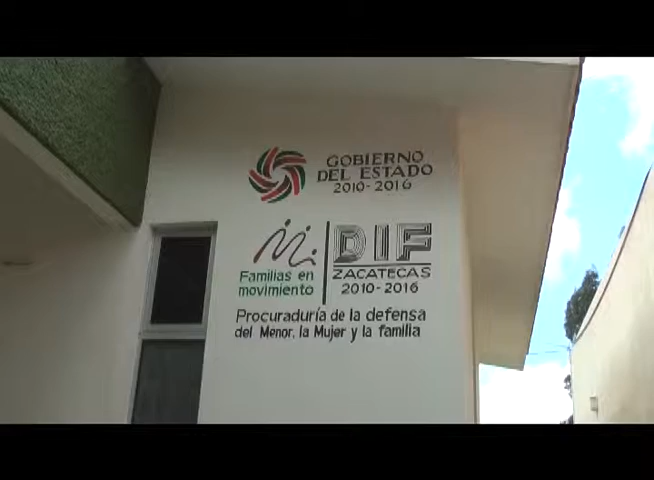 GOBIERNO
DEL ESTADO
2010-2016
Familias en
movimiento
DIF
ZACATECAS
2010-2016
Procuraduría de la defensa
del Menor, la Mujer y la familia